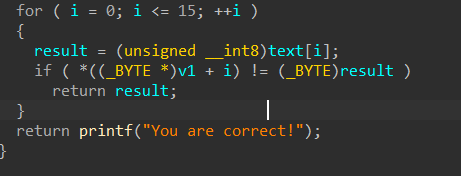 for ( i = 0; i <= 15; ++i )
{
result = (unsigned __int8)text[i];
if ( *((_BYTE *)v1 + i) != (_BYTE)result )
return result;
}
return printf("You are correct!");
}